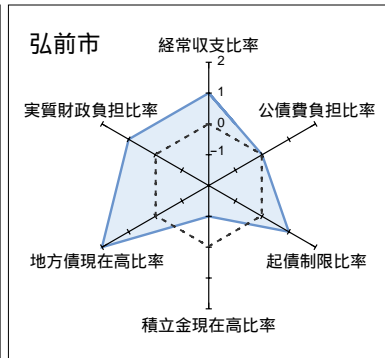 弘前市
経常収支比率
2
1
0
−1
実質財政負担比率
公債費負担比率
地方債現在高比率
起債制限比率
積立金現在高比率